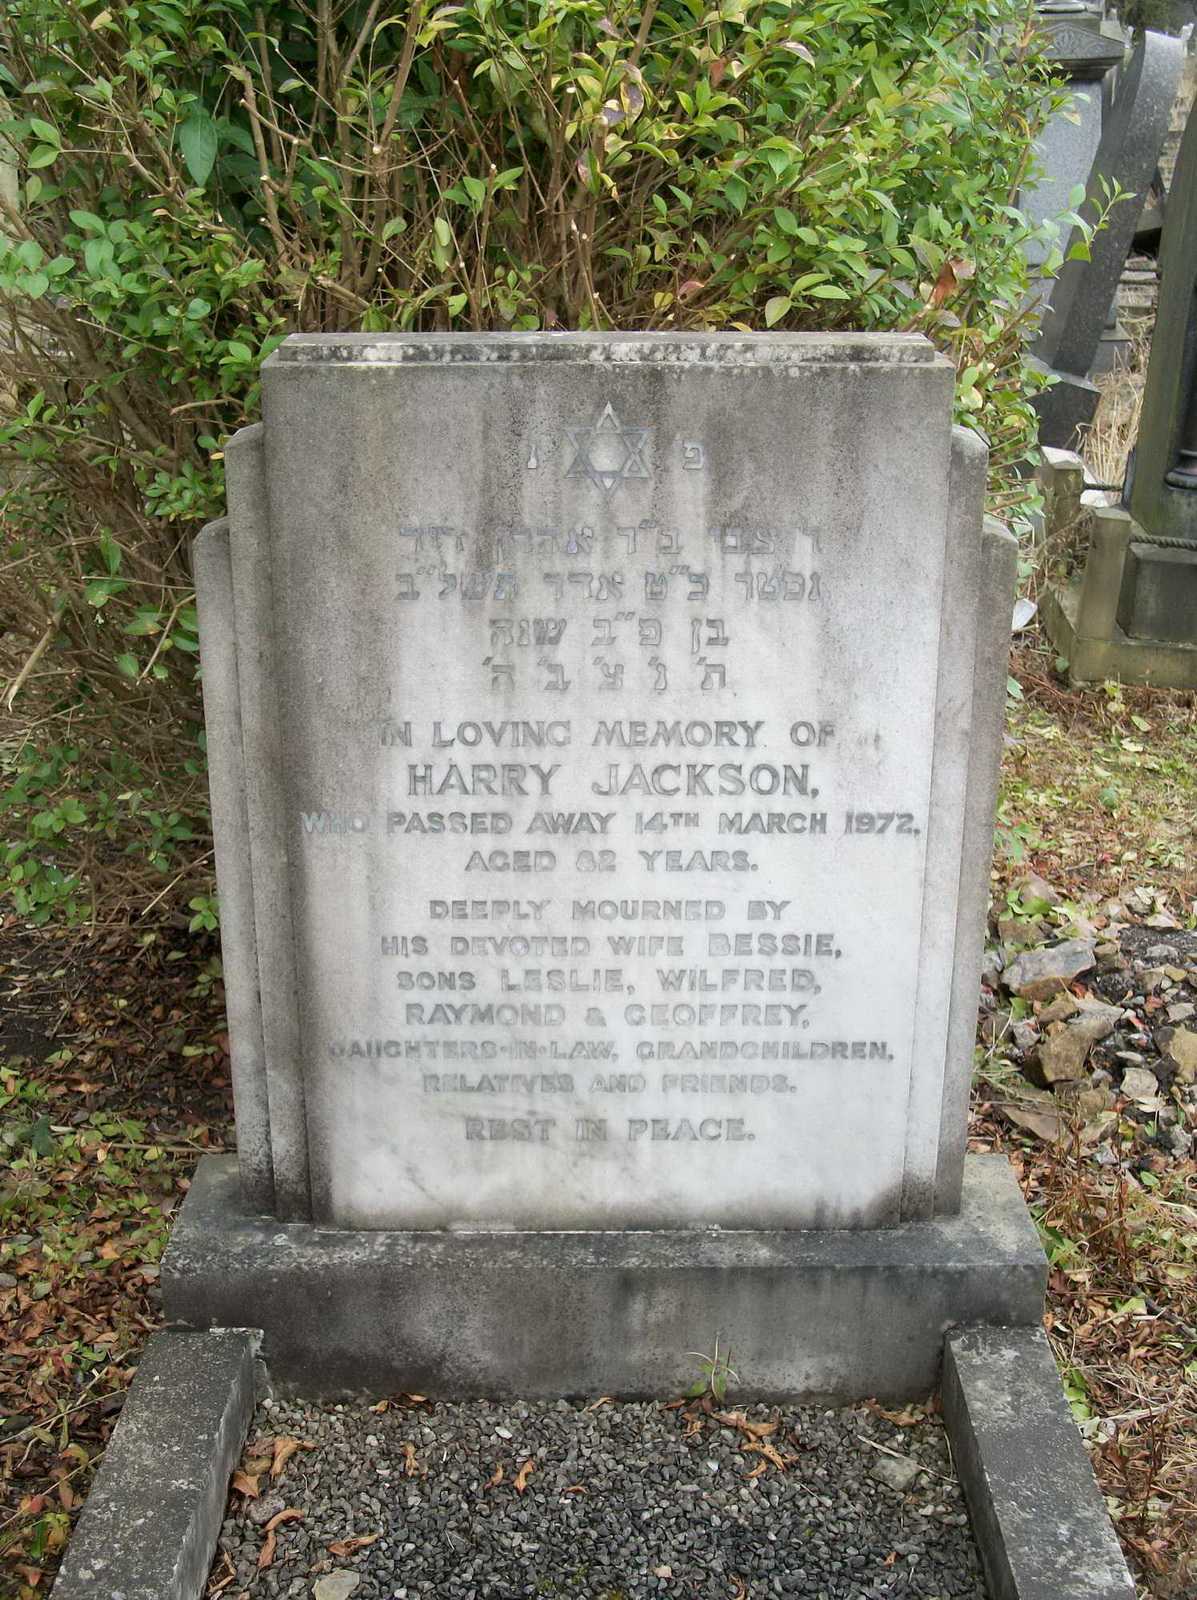 פ נ
ר' צבי ב"ר אהרן דוד
נפטר כ"ט אדר תשל"ב
בן פ"ב שנה
ת' נ' צ' ב' ה'
IN LOVING MEMORY OF
HARRY JACKSON,
WHO PASSED AWAY 14TH MARCH 1972,
AGED 82 YEARS.
DEEPLY MOURNED BY
HIS DEVOTED WIFE BESSIE,
SONS LESLIE, WILFRED,
RAYMOND & GEOFFREY,
DAUGHTERS-IN-LAW, GRANDCHILDREN,
RELATIVES AND FRIENDS.
REST IN PEACE.